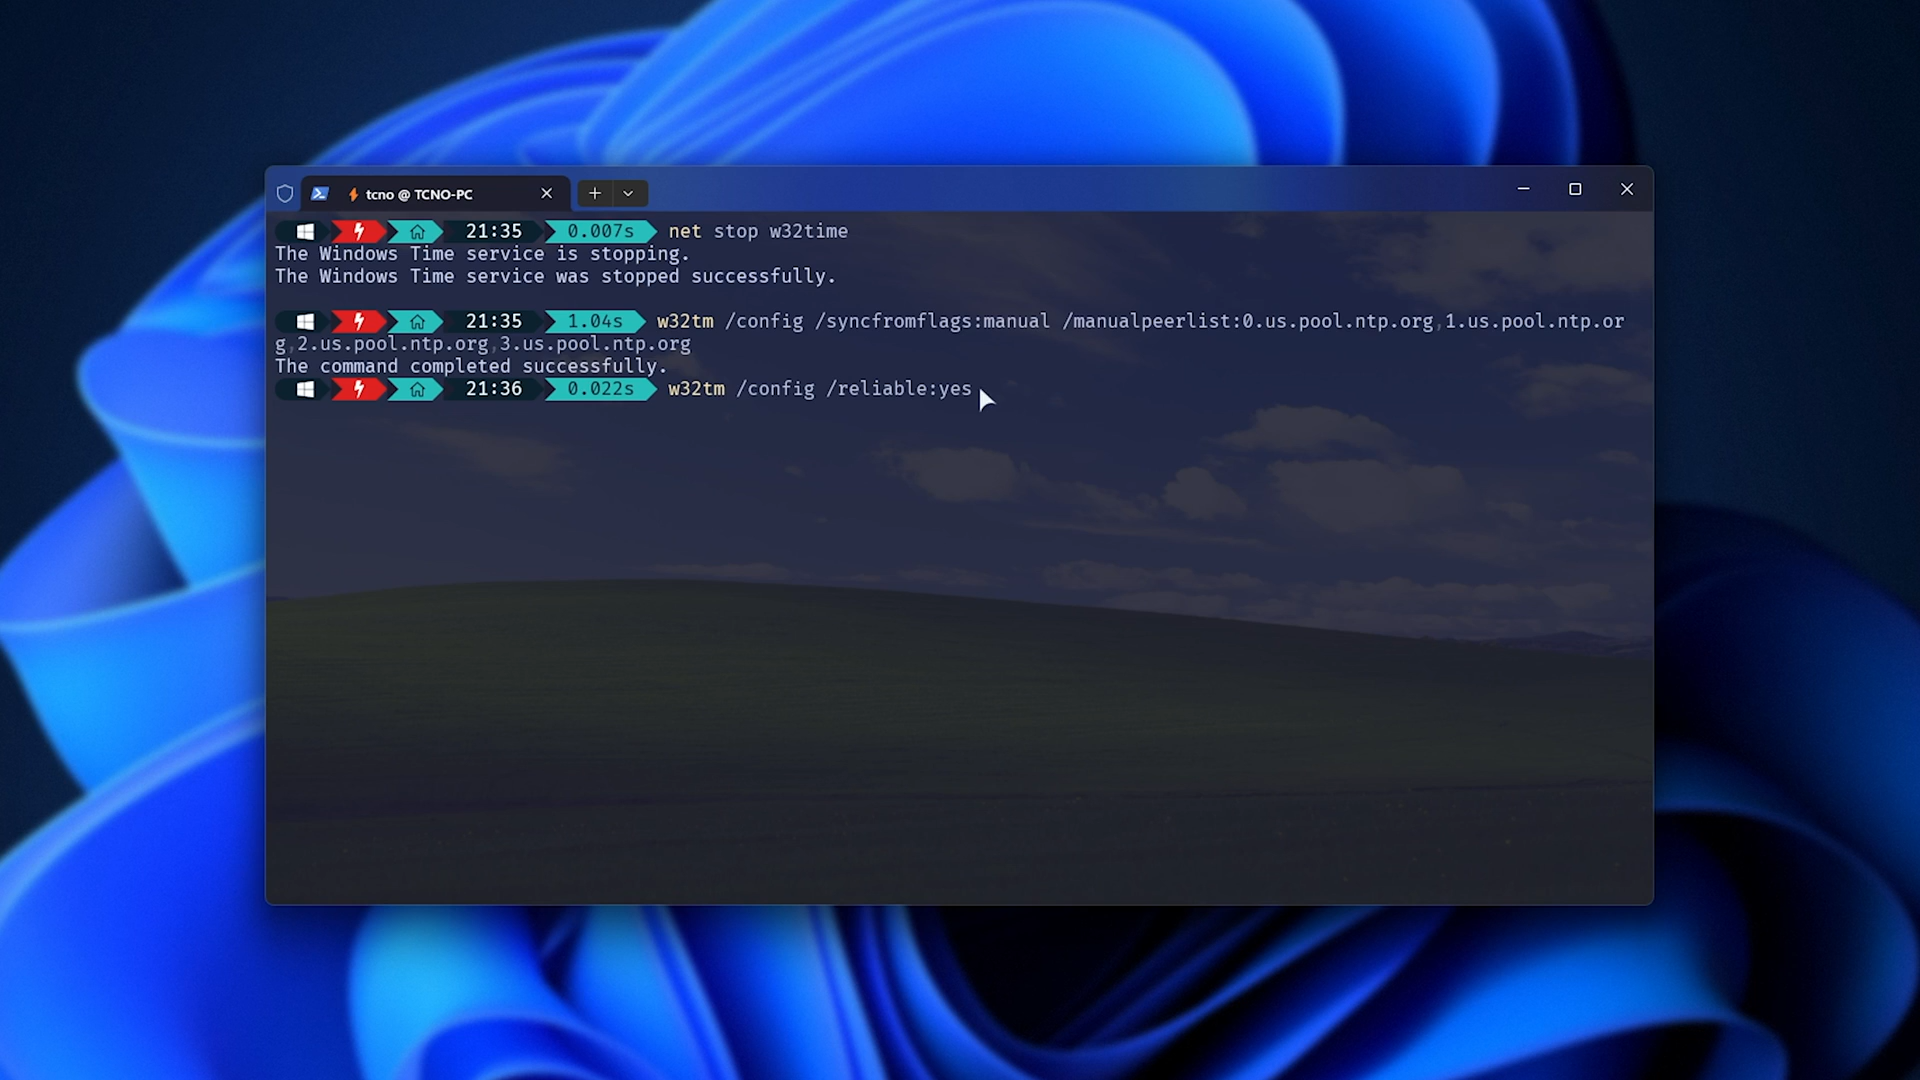 tcno @ TCNO-PC
21:35 0.007s net stop w32time
The Windows Time service is stopping.
The Windows Time service was stopped successfully.
21:35 1.04s w32tm /config /syncfromflags:manual /manualpeerlist:0.us.pool.ntp.org,1.us.pool.ntp.or
g,2.us.pool.ntp.org,3.us.pool.ntp.org
The command completed successfully.
21:36 0.022s w32tm /config /reliable:yes